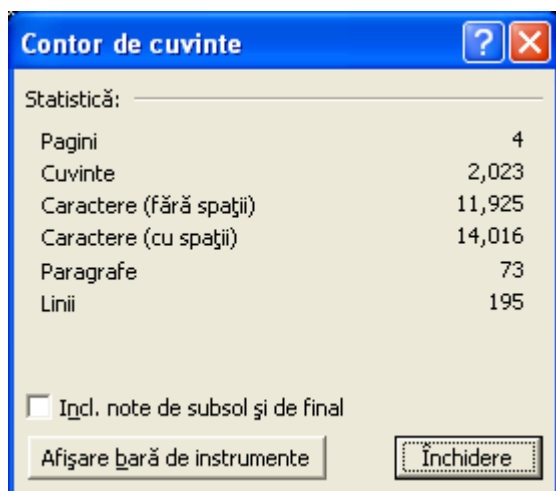 Contor de cuvinte
Statistică:
Pagini 4
Cuvinte 2,023
Caractere (fără spaţii) 11,925
Caractere (cu spaţii) 14,016
Paragrafe 73
Linii 195
Incl. note de subsol şi de final
Afişare bară de instrumente Închidere